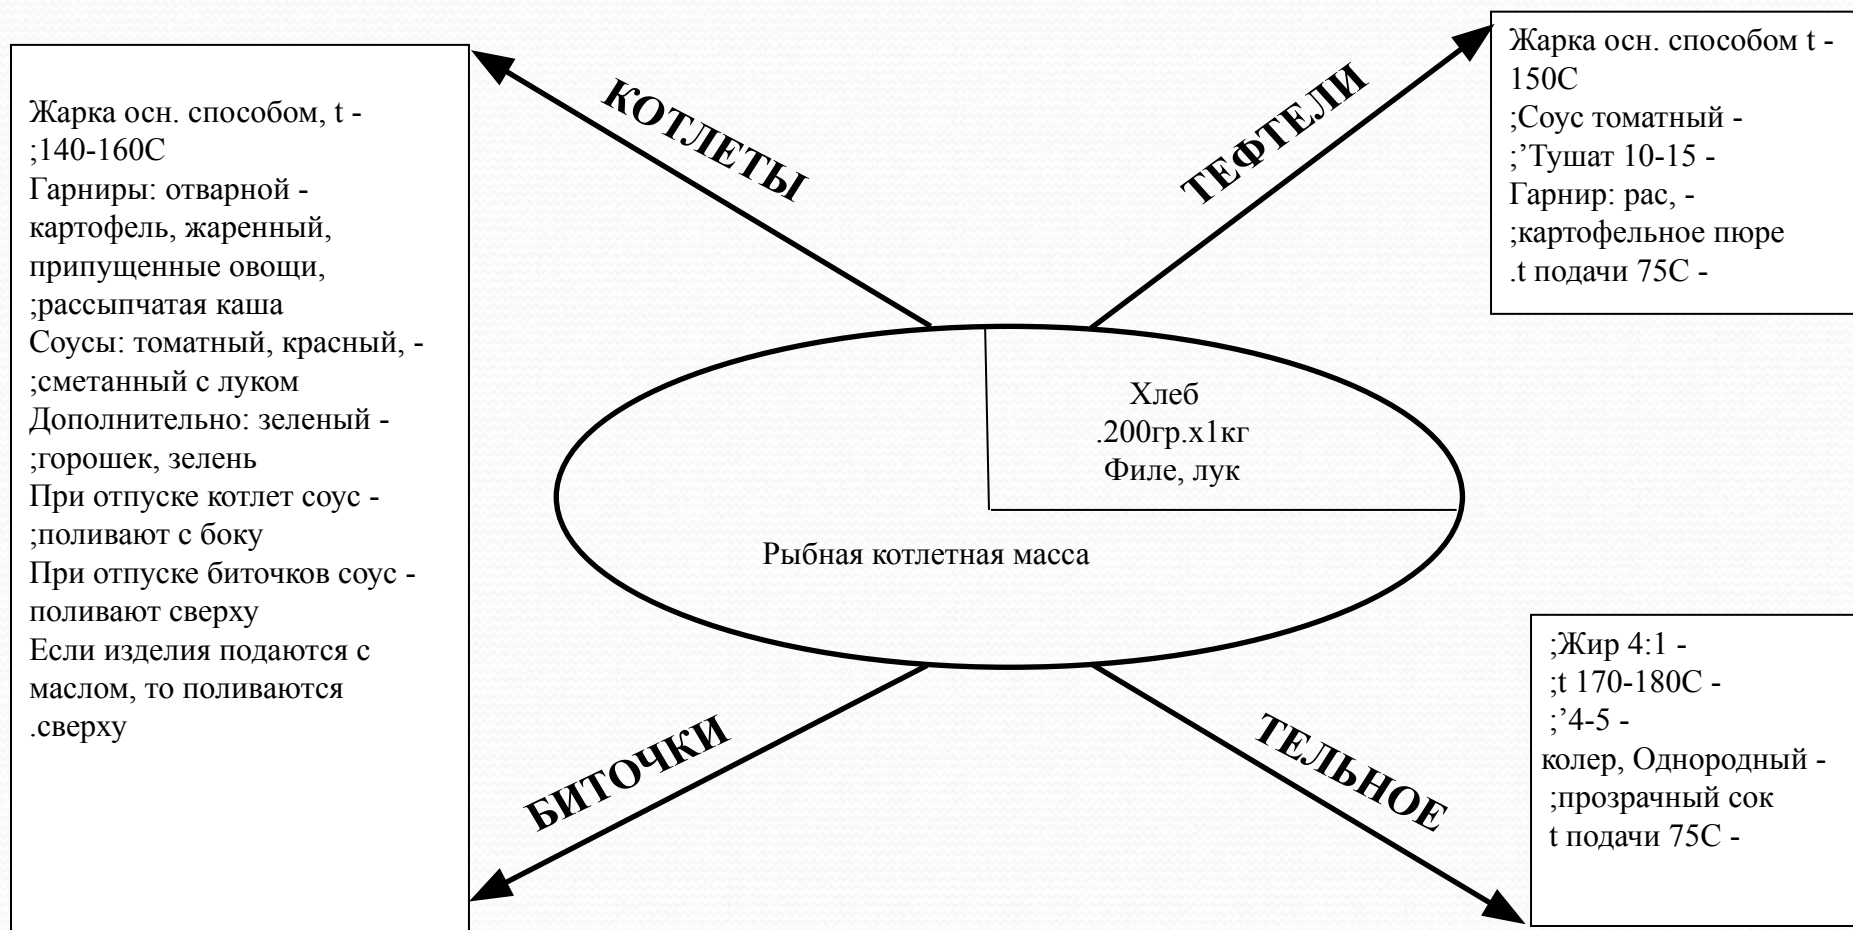 Жарка осн. способом, t -
;140-160С
Гарниры: отварной -
картофель, жаренный,
припущенные овощи,
;рассыпчатая каша
Соусы: томатный, красный, -
;сметанный с луком
Дополнительно: зеленый -
;горошек, зелень
При отпуске котлет соус -
;поливают с боку
При отпуске биточков соус -
поливают сверху
Если изделия подаются с
маслом, то поливаются
.сверху
КОТЛЕТЫ
ТЕФТЕЛИ
Жарка осн. способом t -
150С
;Соус томатный -
;’Тушат 10-15 -
Гарнир: рас, -
;картофельное пюре
.t подачи 75С -
Хлеб
.200гр.х1кг
Филе, лук
Рыбная котлетная масса
БИТОЧКИ
ТЕЛЬНОЕ
;Жир 4:1 -
;t 170-180С -
;’4-5 -
колер, Однородный -
;прозрачный сок
t подачи 75С -